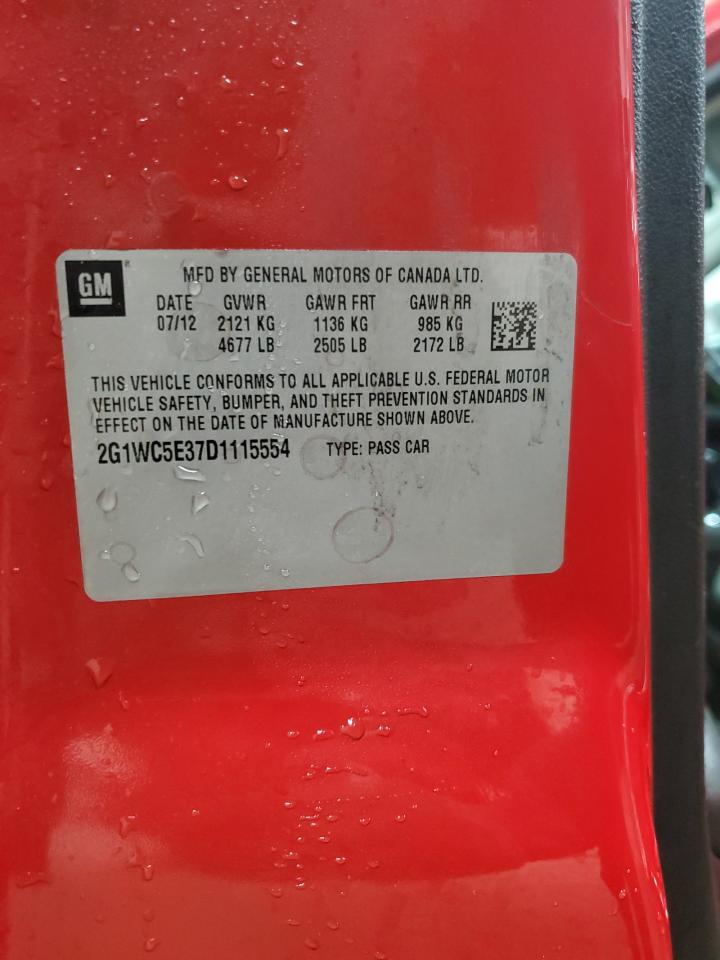 GM ®
MFD BY GENERAL MOTORS OF CANADA LTD.
DATE GVWR GAWR FRT GAWR RR
07/12 2121 KG 1136 KG 985 KG
4677 LB 2505 LB 2172 LB
THIS VEHICLE CONFORMS TO ALL APPLICABLE U.S. FEDERAL MOTOR
VEHICLE SAFETY, BUMPER, AND THEFT PREVENTION STANDARDS IN
EFFECT ON THE DATE OF MANUFACTURE SHOWN ABOVE.
2G1WC5E37D1115554 TYPE: PASS CAR